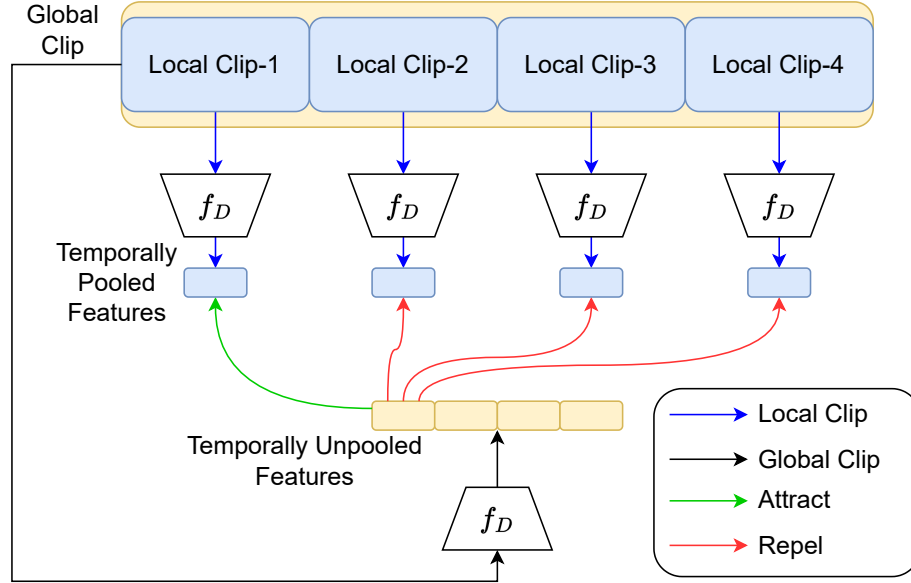 Global
Clip
Local Clip-1
Local Clip-2
Local Clip-3
Local Clip-4
f_D
f_D
f_D
f_D
Temporally
Pooled
Features
Temporally Unpooled
Features
f_D
Local Clip
Global Clip
Attract
Repel